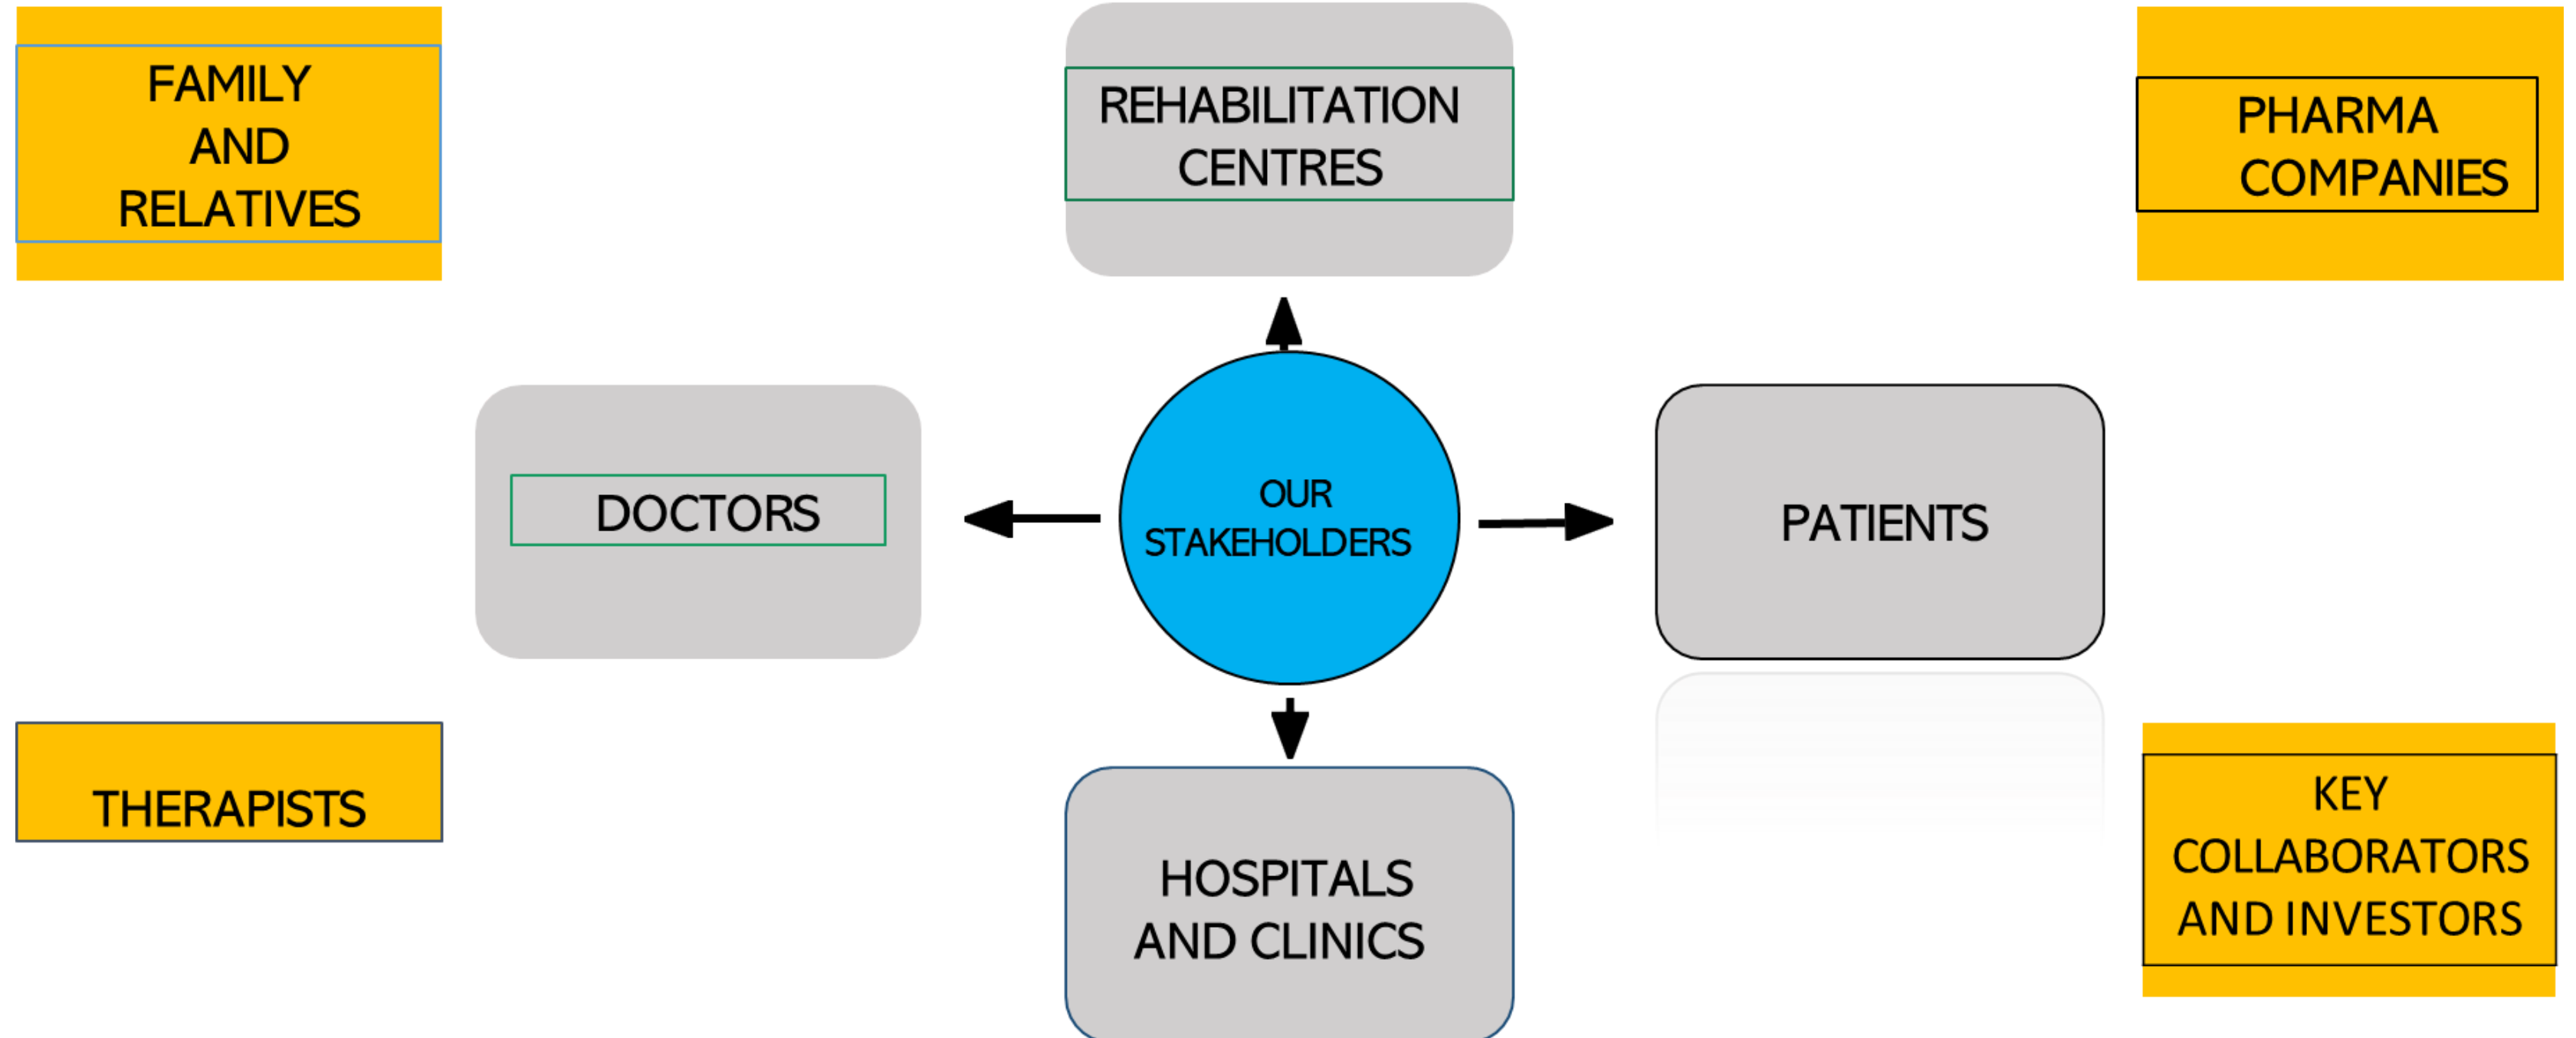 FAMILY
AND
RELATIVES
REHABILITATION
CENTRES
PHARMA
COMPANIES
DOCTORS
OUR
STAKEHOLDERS
PATIENTS
THERAPISTS
HOSPITALS
AND CLINICS
KEY
COLLABORATORS
AND INVESTORS